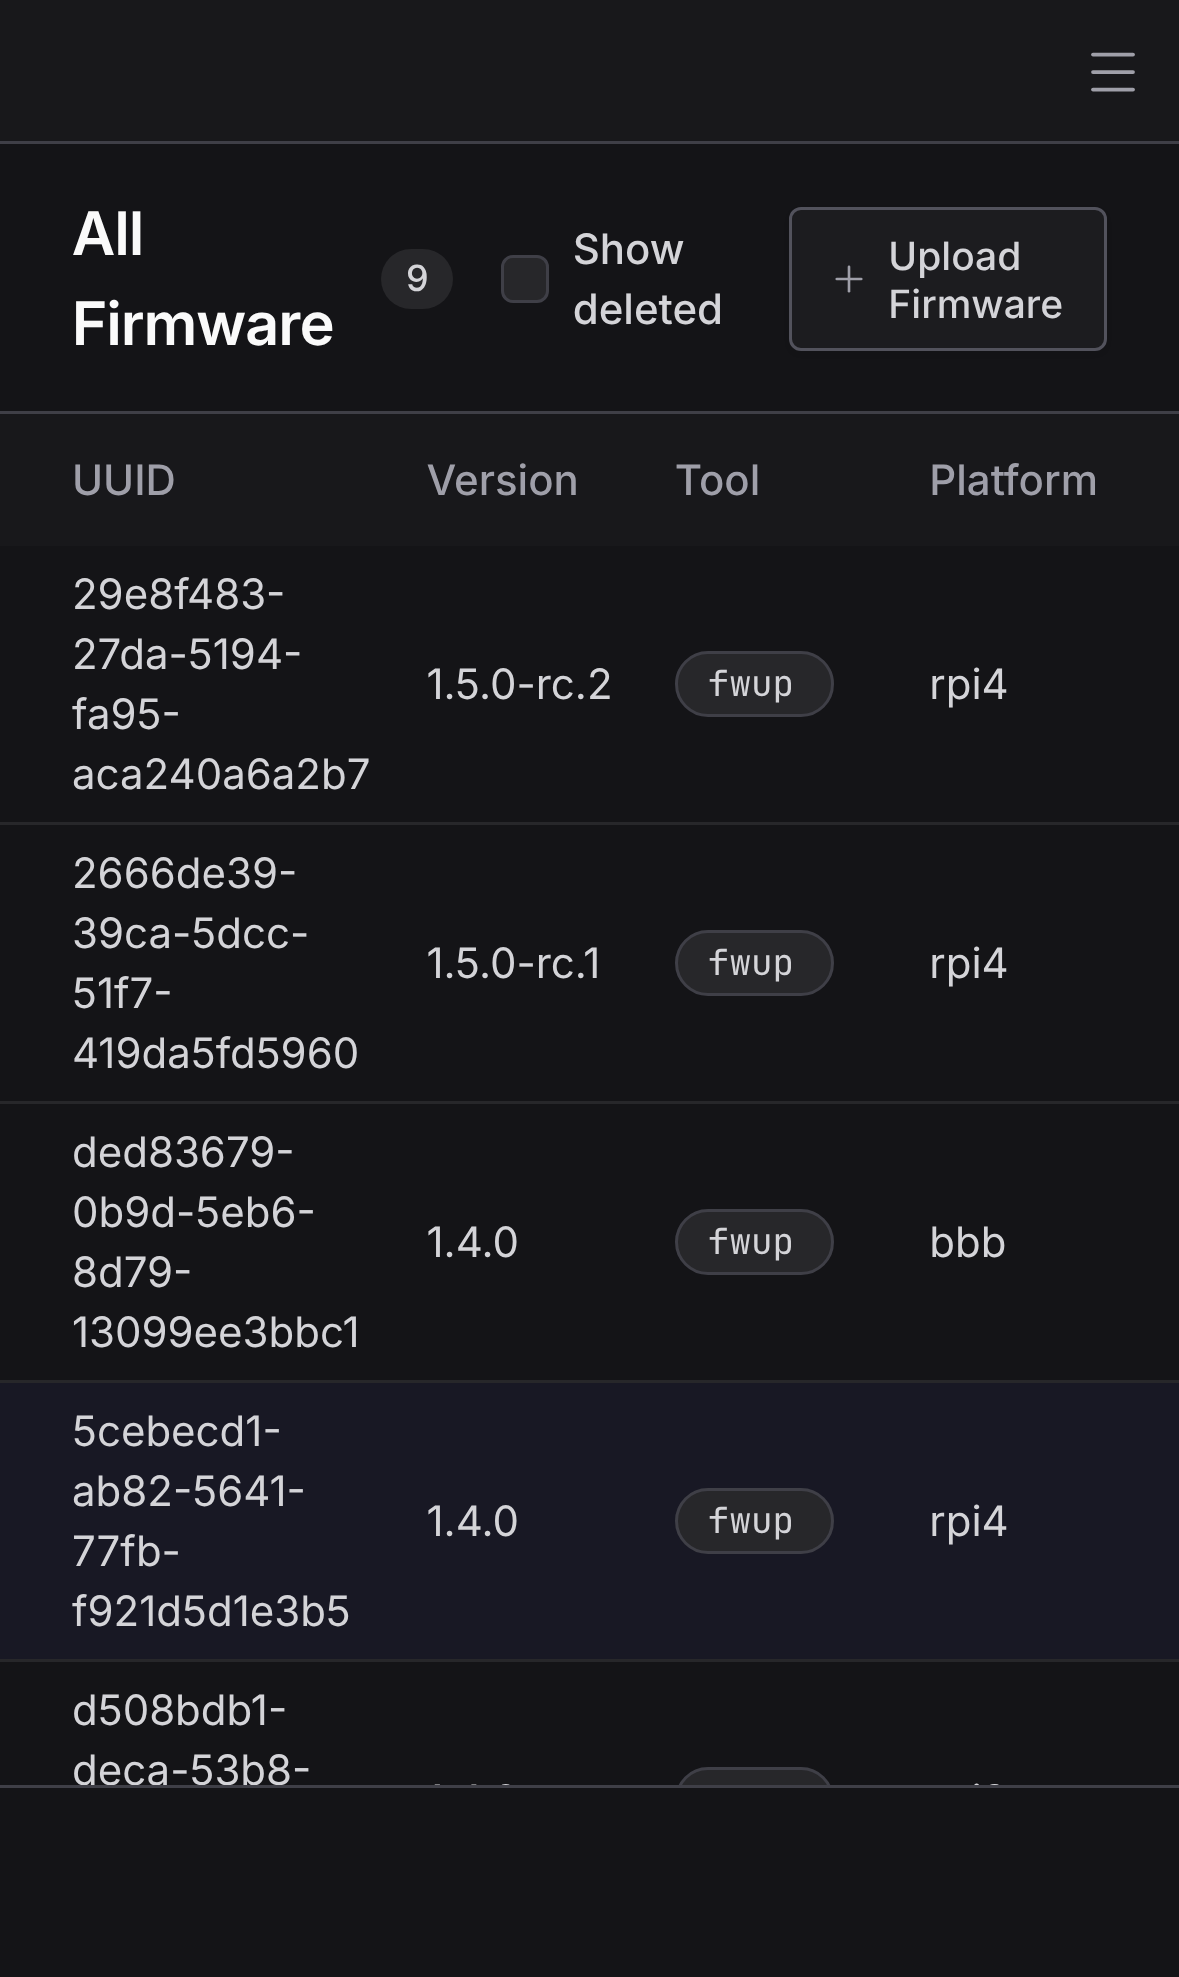 All
Firmware
9
Show
deleted
Upload
Firmware
UUID Version Tool Platform
29e8f483-
27da-5194-
fa95-
aca240a6a2b7
1.5.0-rc.2 fwup rpi4
2666de39-
39ca-5dcc-
51f7-
419da5fd5960
1.5.0-rc.1 fwup rpi4
ded83679-
0b9d-5eb6-
8d79-
13099ee3bbc1
1.4.0 fwup bbb
5cebecd1-
ab82-5641-
77fb-
f921d5d1e3b5
1.4.0 fwup rpi4
d508bdb1-
deca-53b8-